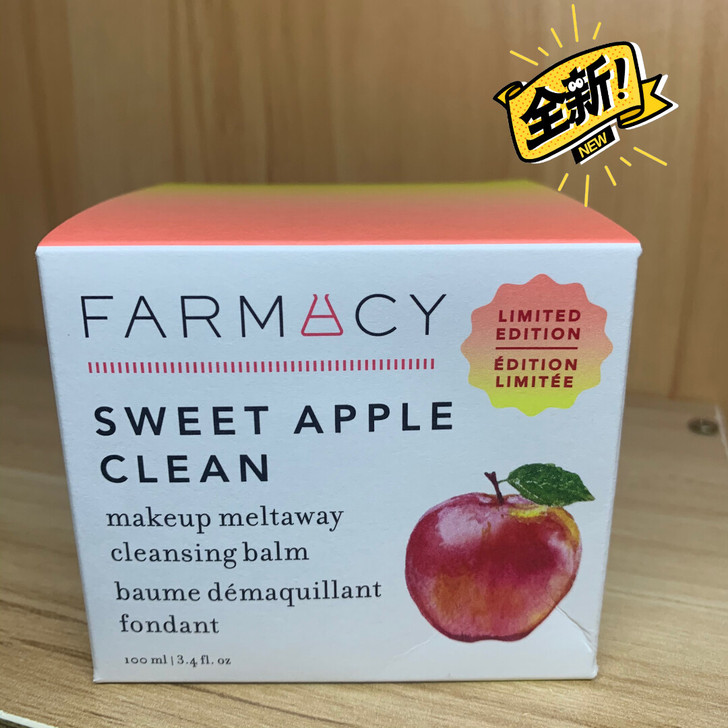 全新!
NEW
FARMACY
LIMITED
EDITION
ÉDITION
LIMITÉE
SWEET APPLE
CLEAN
makeup meltaway
cleansing balm
baume démaquillant
fondant
100 ml | 3.4 fl. oz